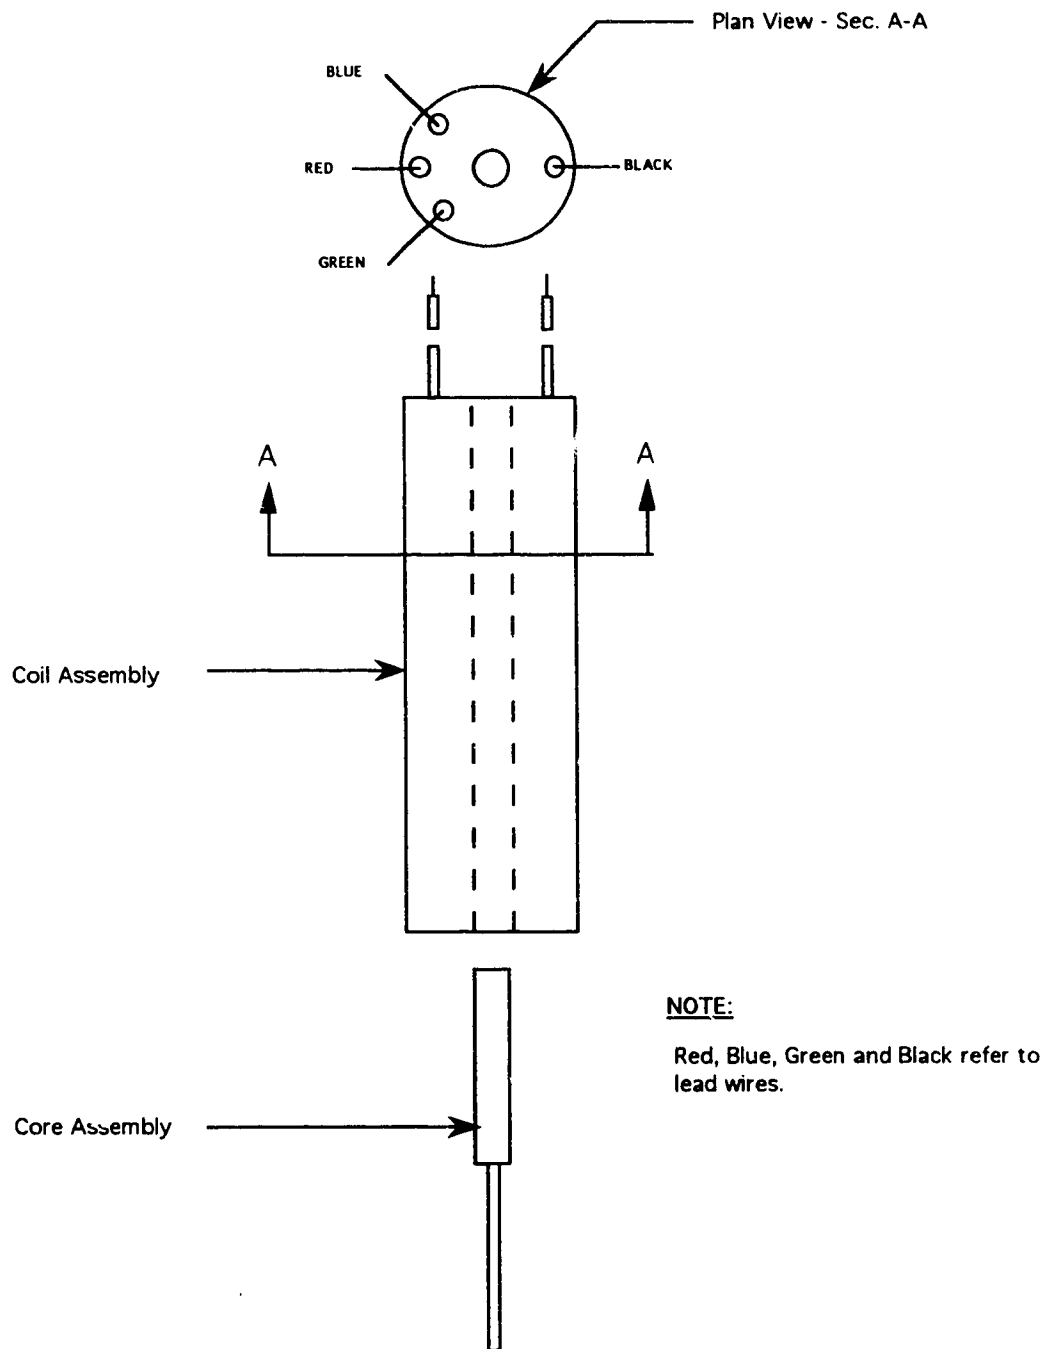 Plan View - Sec. A-A
BLUE
RED
BLACK
GREEN
A
A
Coil Assembly
NOTE:
Red, Blue, Green and Black refer to
lead wires.
Core Assembly